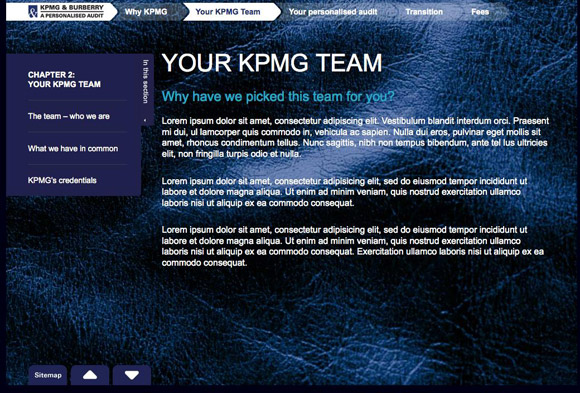 KPMG & BURBERRY
A PERSONALISED AUDIT
Why KPMG
Your KPMG Team
Your personalised audit
Transition
Fees
CHAPTER 2:
YOUR KPMG TEAM
The team – who we are
What we have in common
KPMG's credentials
In this section
YOUR KPMG TEAM
Why have we picked this team for you?
Lorem ipsum dolor sit amet, consectetur adipiscing elit. Vestibulum blandit interdum orci. Praesent
mi dui, ut lamcorper quis commodo in, vehicula ac sapien. Nulla dui eros, pulvinar eget mollis sit
amet, rhoncus condimentum tellus. Nunc sagittis, nibh non tempus bibendum, ante tel lus ultricies
elit, non fringilla turpis odio et nulla.
Lorem ipsum dolor sit amet, consectetur adipisicing elit, sed do eiusmod tempor incididunt ut
labore et dolore magna aliqua. Ut enim ad minim veniam, quis nostrud exercitation ullamco
laboris nisi ut aliquip ex ea commodo consequat.
Lorem ipsum dolor sit amet, consectetur adipisicing elit, sed do eiusmod tempor incididunt ut
labore et dolore magna aliqua. Ut enim ad minim veniam, quis nostrud exercitation ullamco
laboris nisi ut aliquip ex ea commodo consequat. Exercitation ullamco laboris nisi ut aliquip ex ea
commodo consequat.
Sitemap